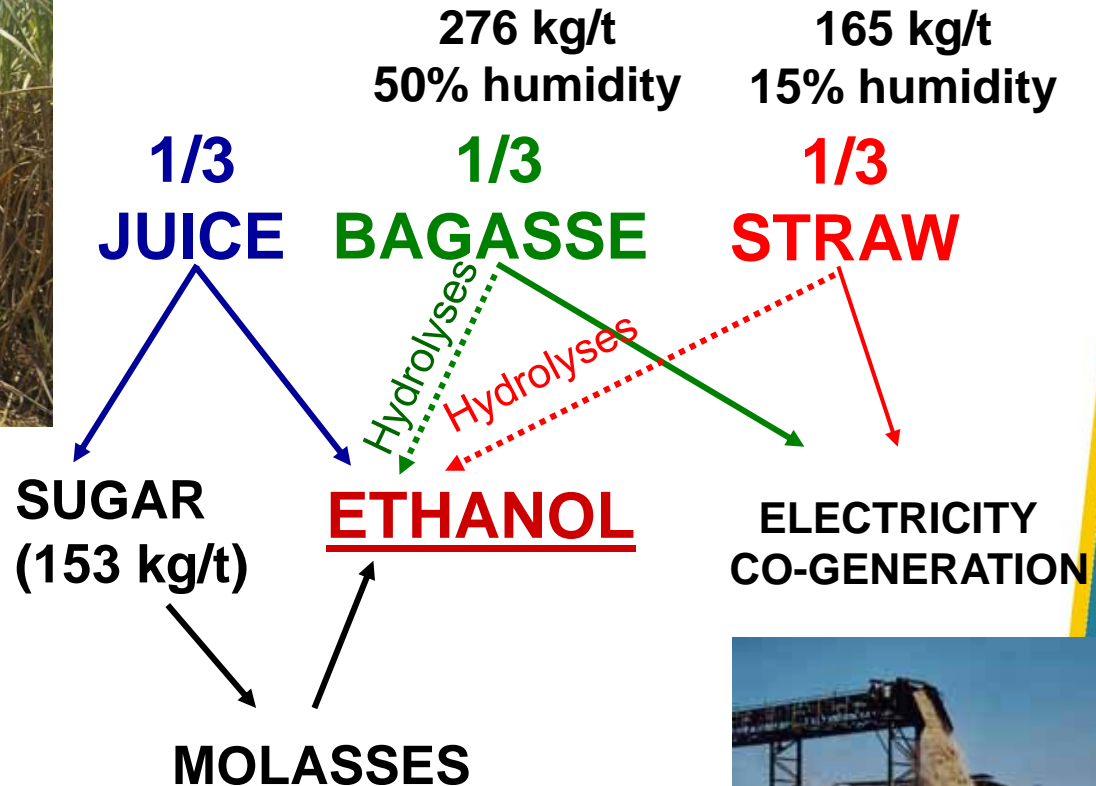 276 kg/t
50% humidity
165 kg/t
15% humidity
1/3
JUICE
1/3
BAGASSE
1/3
STRAW
Hydrolyses
Hydrolyses
SUGAR
(153 kg/t)
ETHANOL
ELECTRICITY
CO-GENERATION
MOLASSES